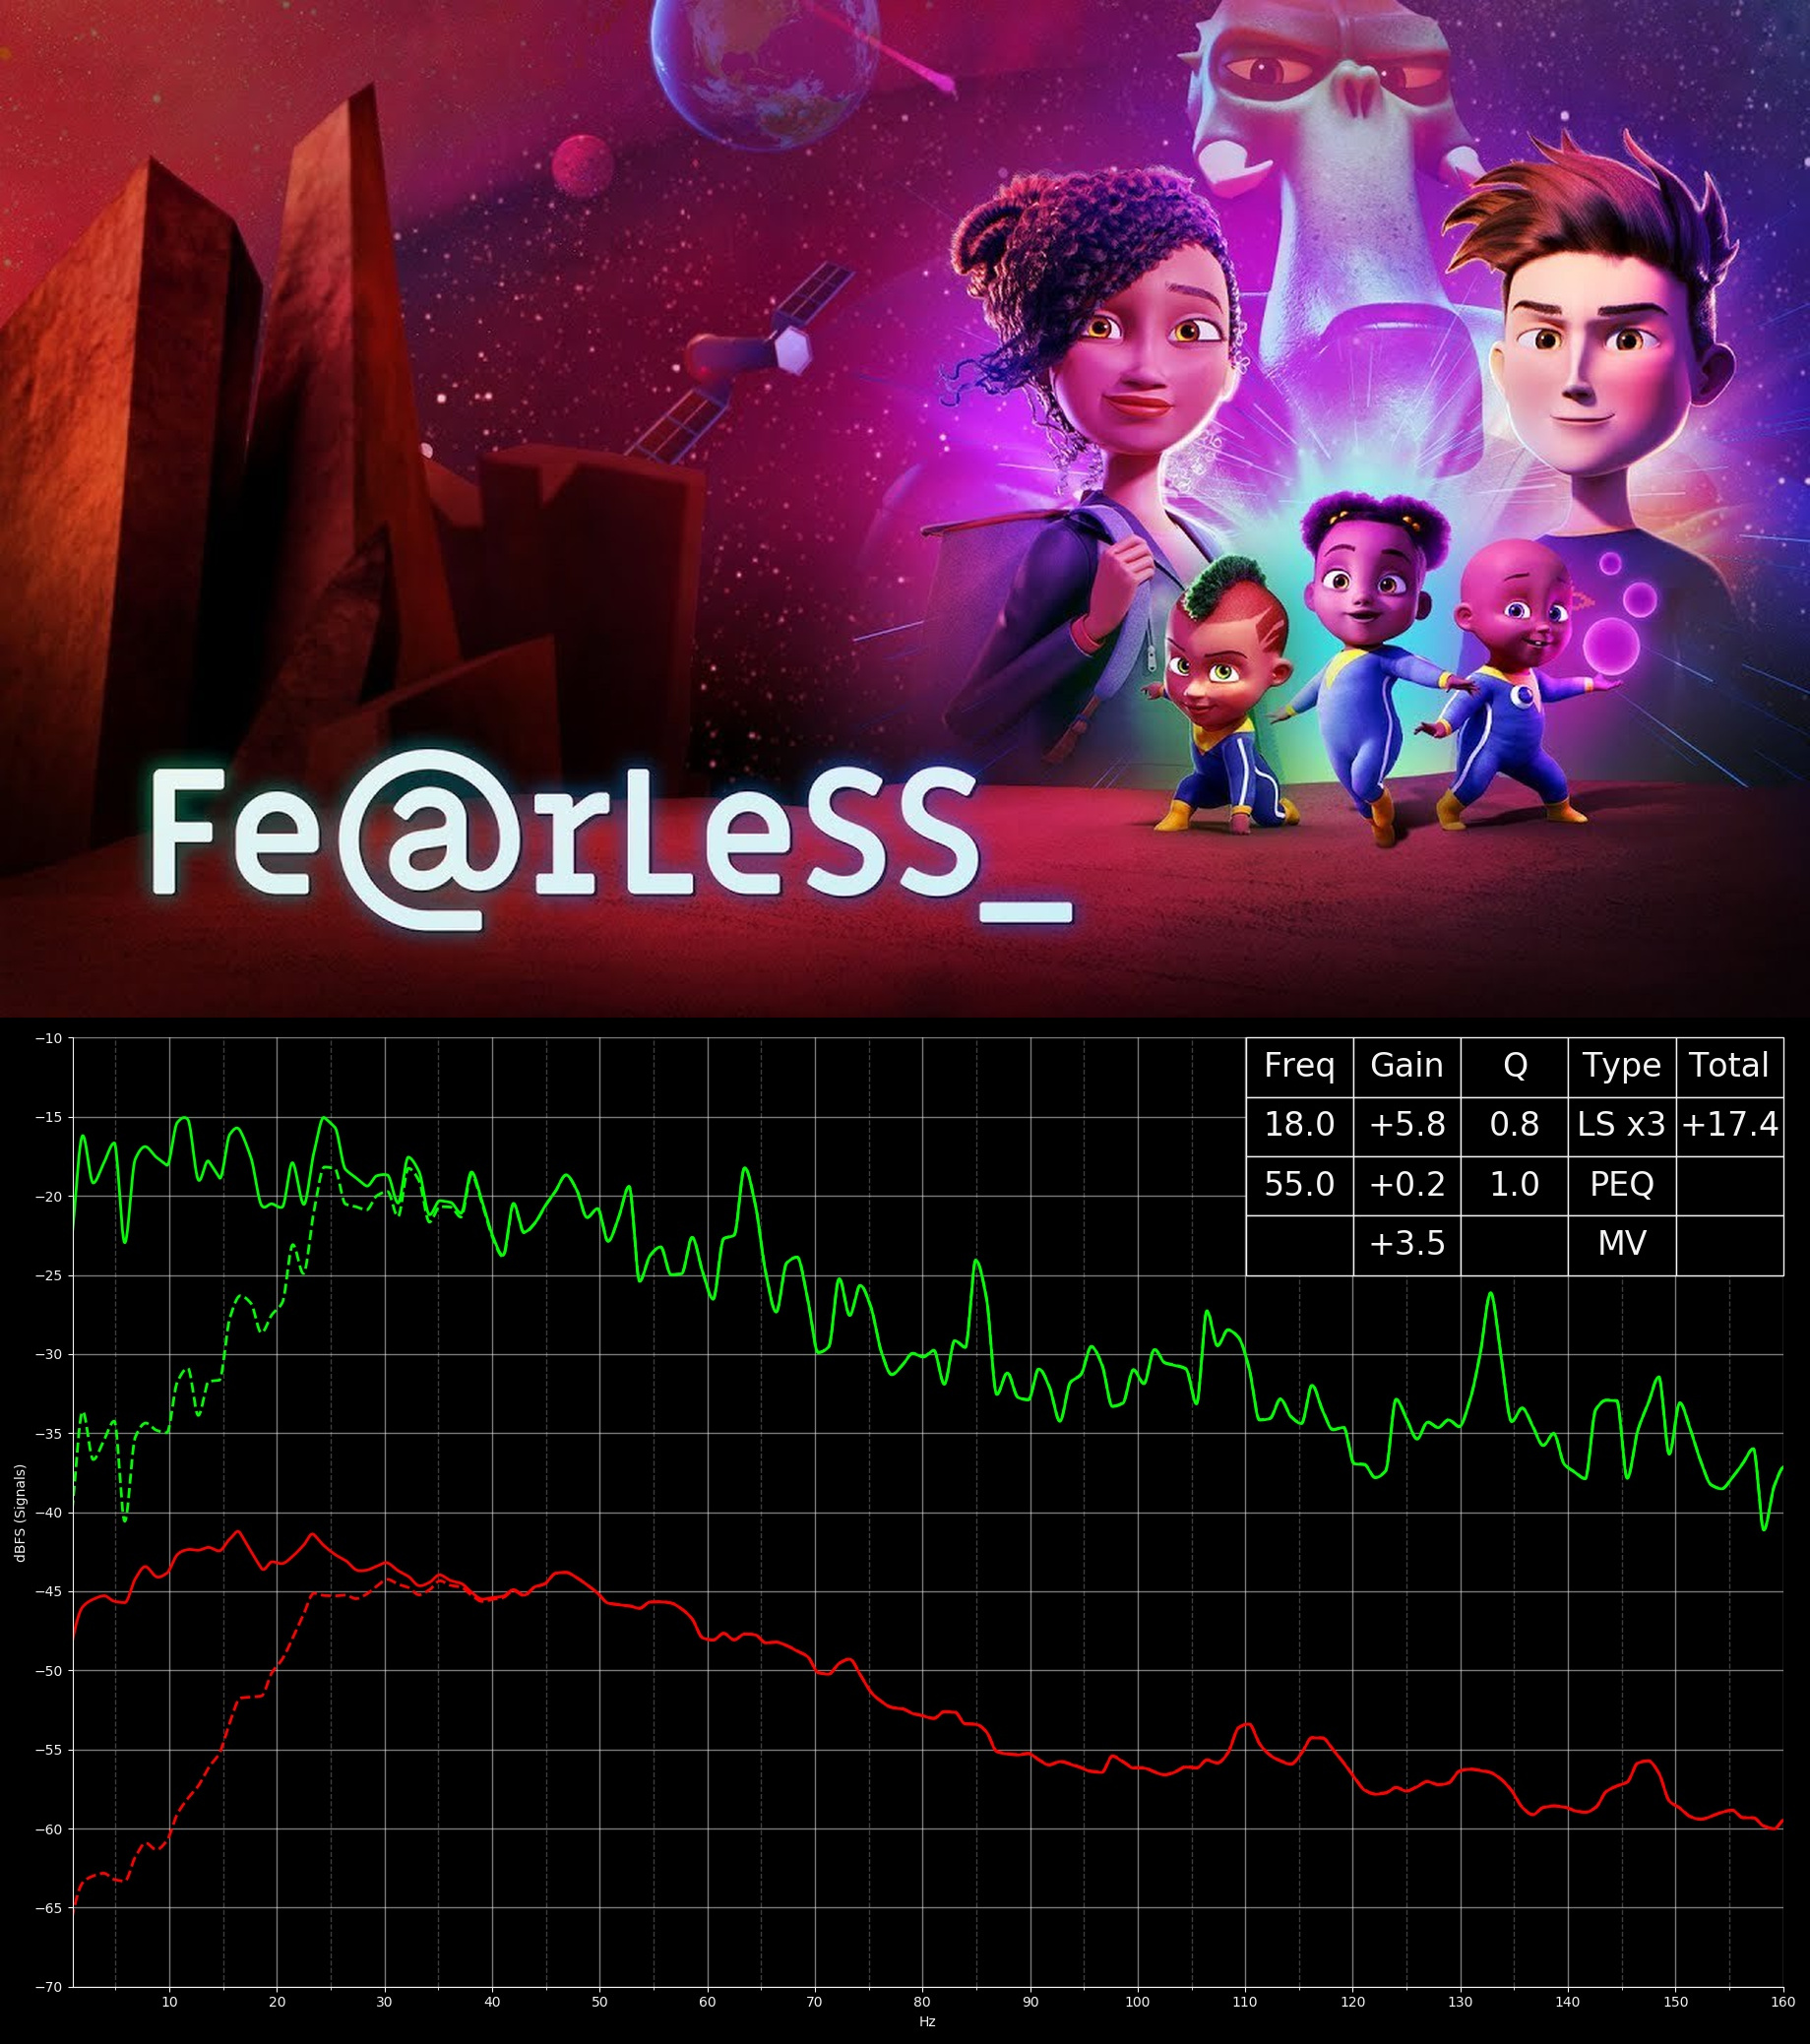 Fe@rLeSS_
Freq Gain Q Type Total
18.0 +5.8 0.8 LS x3 +17.4
55.0 +0.2 1.0 PEQ
+3.5 MV
−10
−15
−20
−25
−30
−35
−40
−45
−50
−55
−60
−65
−70
dBFS (Signals)
10 20 30 40 50 60 70 80 90 100 110 120 130 140 150 160
Hz